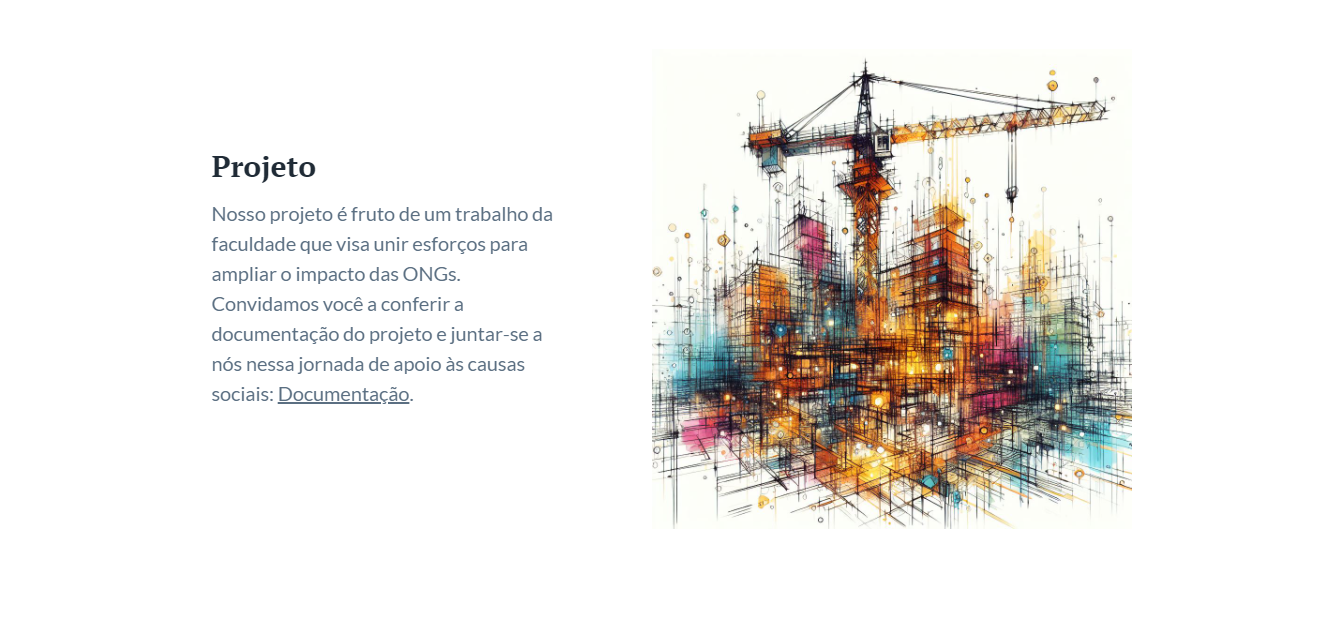 Projeto
Nosso projeto é fruto de um trabalho da
faculdade que visa unir esforços para
ampliar o impacto das ONGs.
Convidamos você a conferir a
documentação do projeto e juntar-se a
nós nessa jornada de apoio às causas
sociais: Documentação.